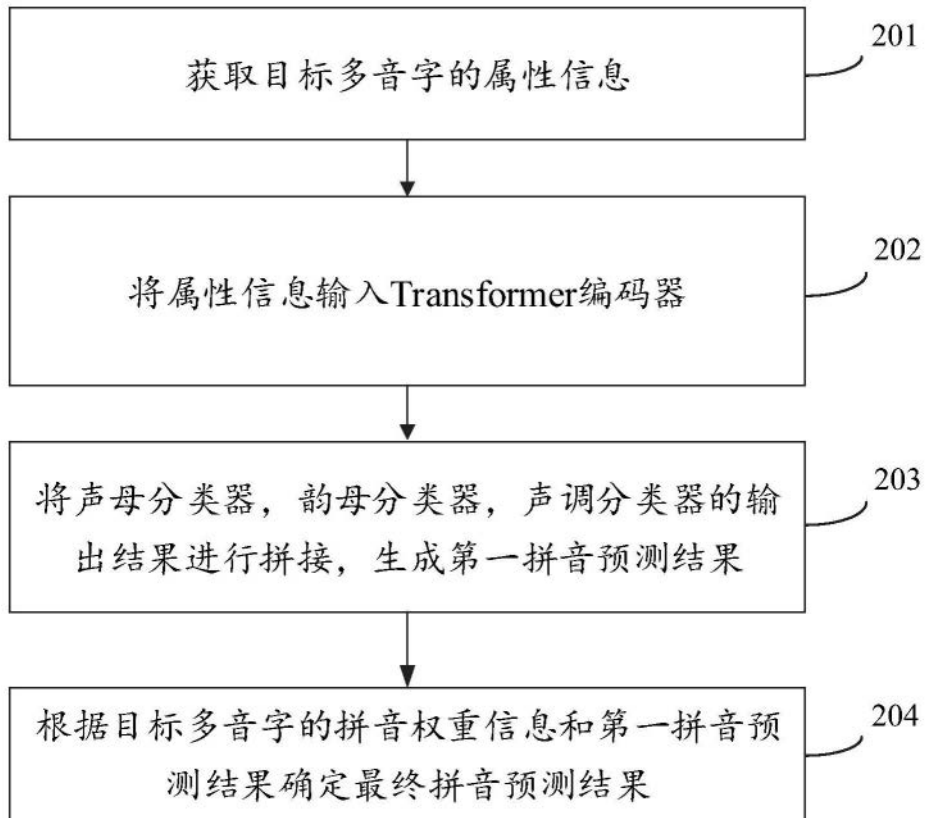 获取目标多音字的属性信息
201
将属性信息输入Transformer编码器
202
将声母分类器，韵母分类器，声调分类器的输
出结果进行拼接，生成第一拼音预测结果
203
根据目标多音字的拼音权重信息和第一拼音预
测结果确定最终拼音预测结果
204